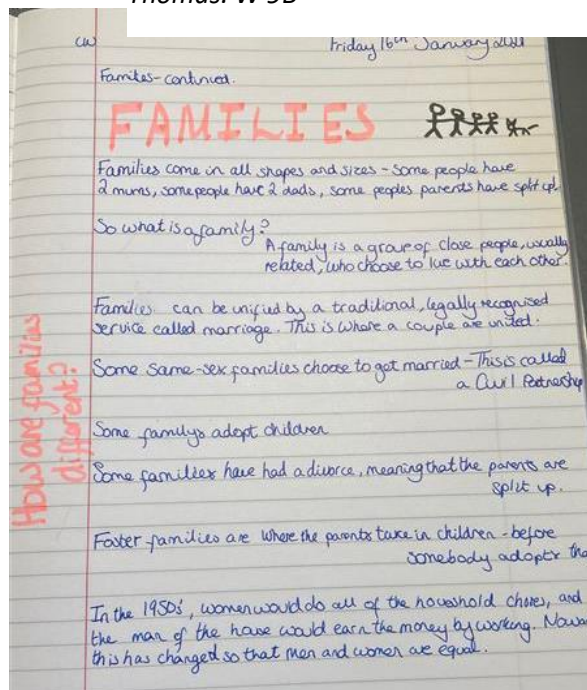 Thomas. W 9B
CW
Friday 16th January
Families - continued.
FAMILIES
Families come in all shapes and sizes - some people have
2 mums, some people have 2 dads, some peoples parents have split up.
So what is a family?
A family is a group of close people, usually
related, who choose to live with each other.
Families can be unified by a traditional, legally recognised
service called marriage. This is where a couple are united.
Some same-sex families choose to get married - This is called
a Civil Partnership
How are families
different?
Some familys adopt children
Some families have had a divorce, meaning that the parents are
split up.
Foster families are where the parents take in children - before
somebody adopts
In the 1950s', women would do all of the household chores, and
the man of the house would earn the money by working.
this has changed so that men and women are equal.